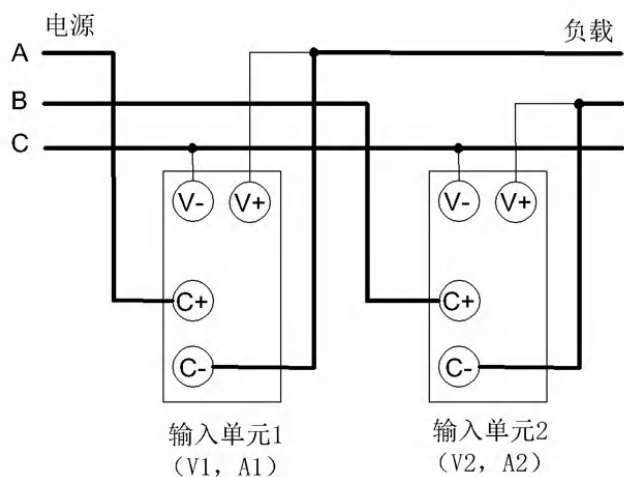 电源
负载
A
B
C
V-
V+
V-
V+
C+
C+
C-
C-
输入单元1
（V1，A1）
输入单元2
（V2，A2）